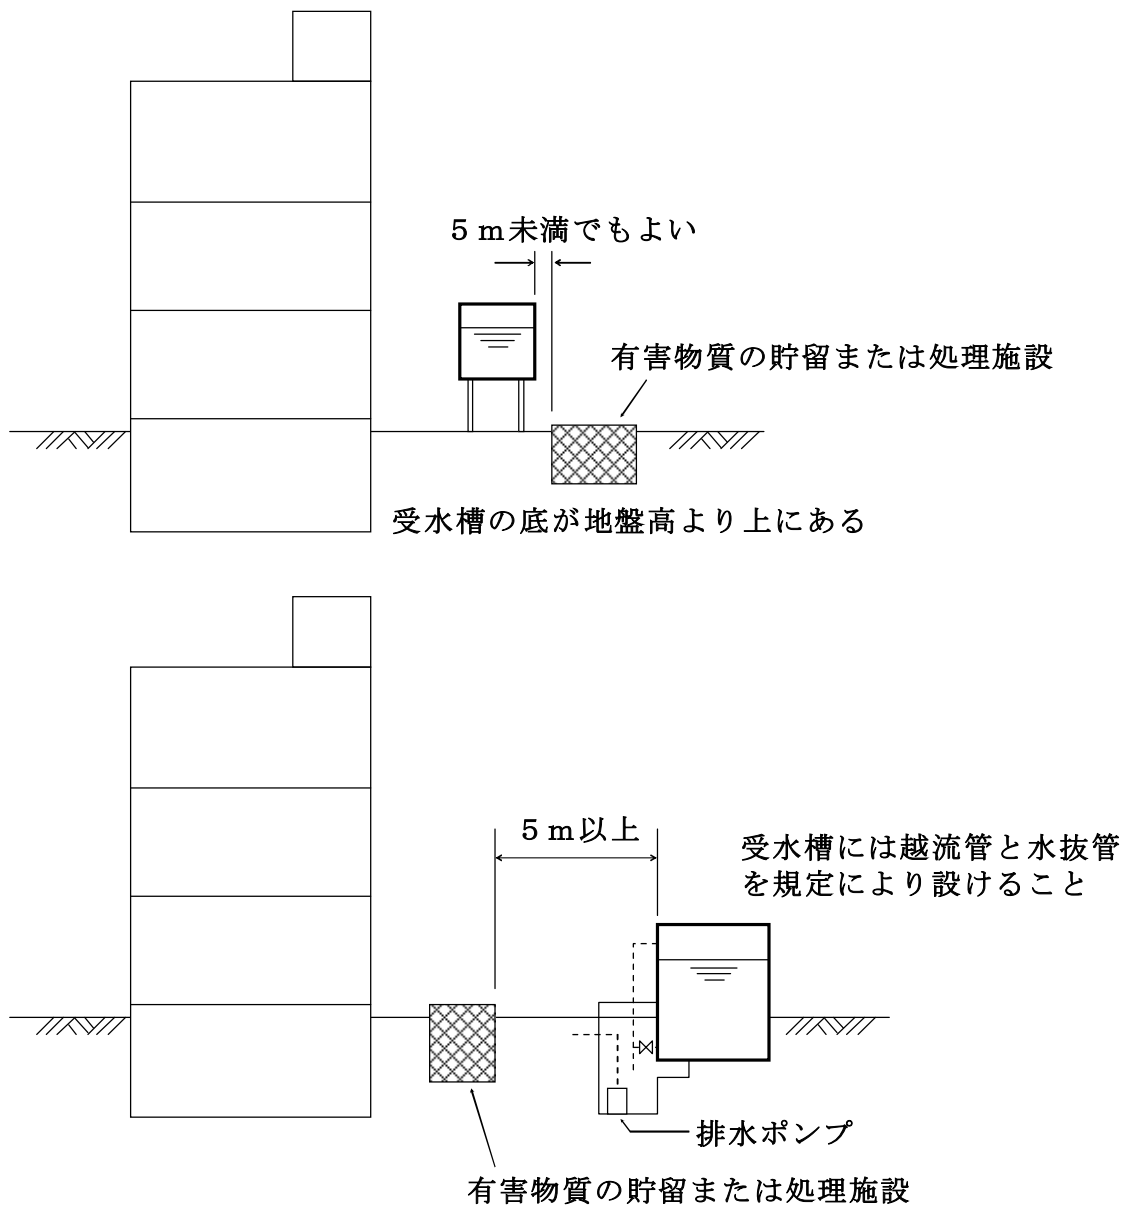 ５ｍ未満でもよい
有害物質の貯留または処理施設
受水槽の底が地盤高より上にある
５ｍ以上
受水槽には越流管と水抜管
を規定により設けること
排水ポンプ
有害物質の貯留または処理施設